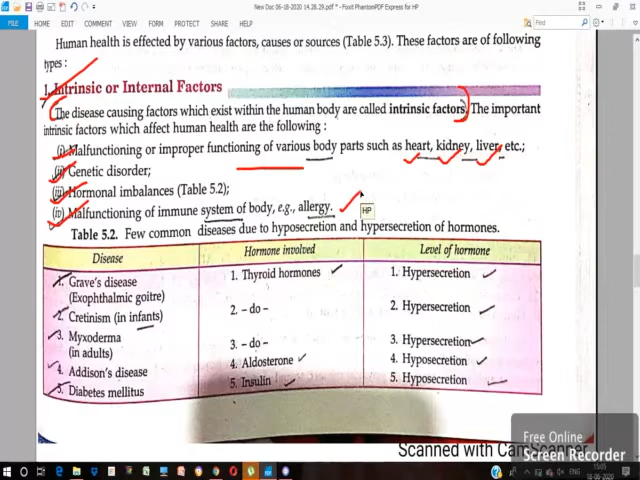 New Doc 06-18-2020 14.28.29.pdf * - Foxit PhantomPDF Express for HP
FILE HOME EDIT COMMENT VIEW FORM PROTECT SHARE HELP
Find
Human health is effected by various factors, causes or sources (Table 5.3). These factors are of following
types :
1. Intrinsic or Internal Factors
The disease causing factors which exist within the human body are called intrinsic factors. The important
intrinsic factors which affect human health are the following :
(i) Malfunctioning or improper functioning of various body parts such as heart, kidney, liver, etc.;
(ii) Genetic disorder;
(iii) Hormonal imbalances (Table 5.2);
(iv) Malfunctioning of immune system of body, e.g., allergy.
HP
Table 5.2. Few common diseases due to hyposecretion and hypersecretion of hormones.
Disease Hormone involved Level of hormone
1. Grave's disease 1. Thyroid hormones 1. Hypersecretion
(Exophthalmic goitre)
2. Cretinism (in infants) 2. – do – 2. Hypersecretion
3. Myxoderma 3. – do – 3. Hypersecretion
(in adults)
4. Addison's disease 4. Aldosterone 4. Hyposecretion
5. Diabetes mellitus 5. Insulin 5. Hyposecretion
Scanned with CamScanner
Free Online
Screen Recorder
ENG
15:05
18-06-2020